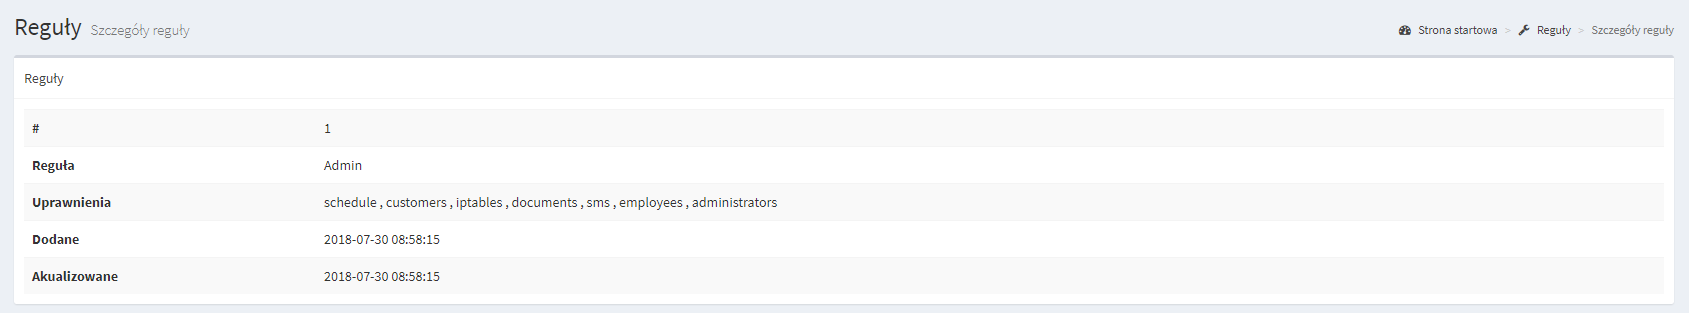 Reguły Szczegóły reguły
Strona startowa > Reguły > Szczegóły reguły
Reguły
# 1
Reguła Admin
Uprawnienia schedule , customers , iptables , documents , sms , employees , administrators
Dodane 2018-07-30 08:58:15
Akualizowane 2018-07-30 08:58:15